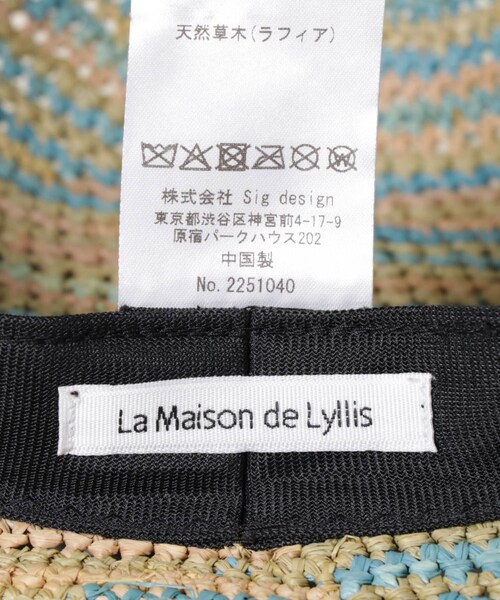 天然草木(ラフィア)
株式会社 Sig design
東京都渋谷区神宮前4-17-9
原宿パークハウス202
中国製
No. 2251040
La Maison de Lyllis